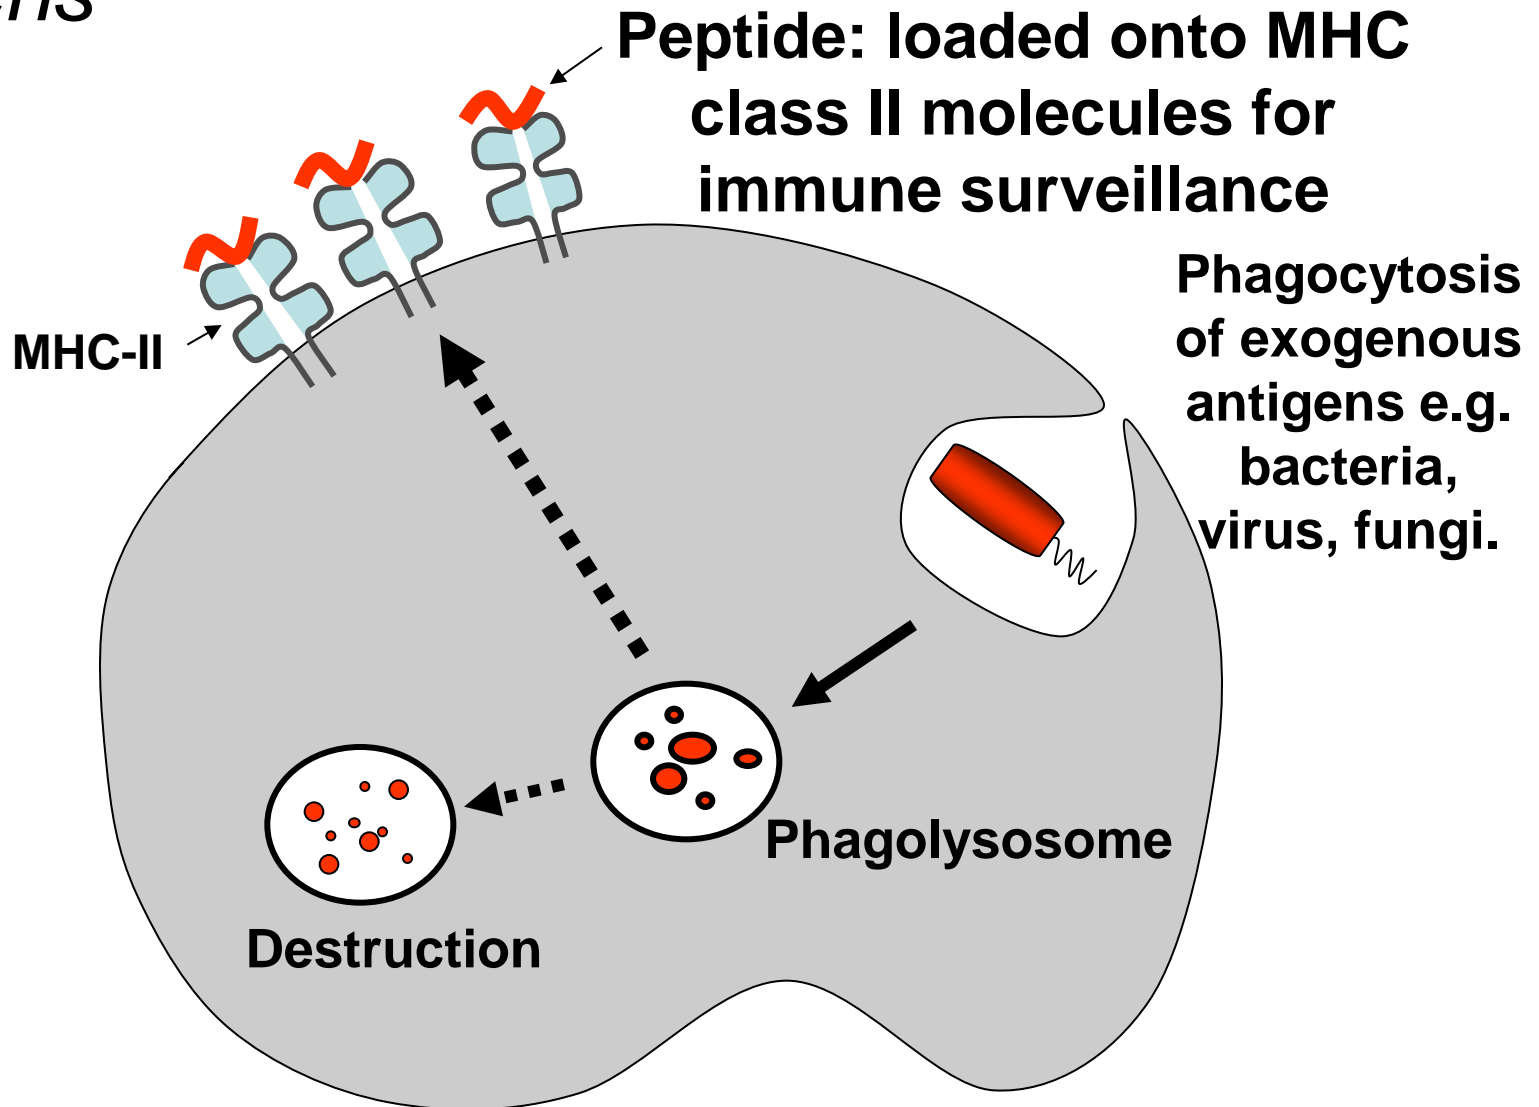 Peptide: loaded onto MHC
class II molecules for
immune surveillance
Phagocytosis
of exogenous
antigens e.g.
bacteria,
virus, fungi.
MHC-II
Phagolysosome
Destruction